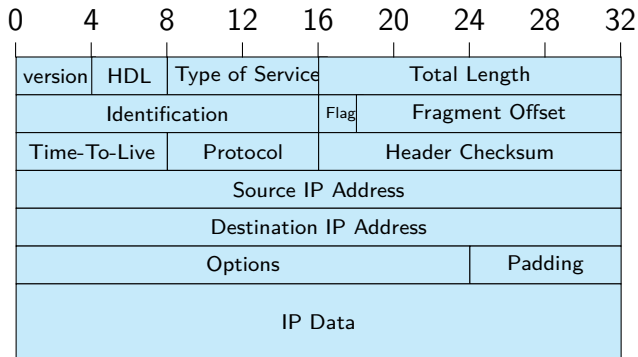 0 4 8 12 16 20 24 28 32
version HDL Type of Service Total Length
Identification Flag Fragment Offset
Time-To-Live Protocol Header Checksum
Source IP Address
Destination IP Address
Options Padding
IP Data